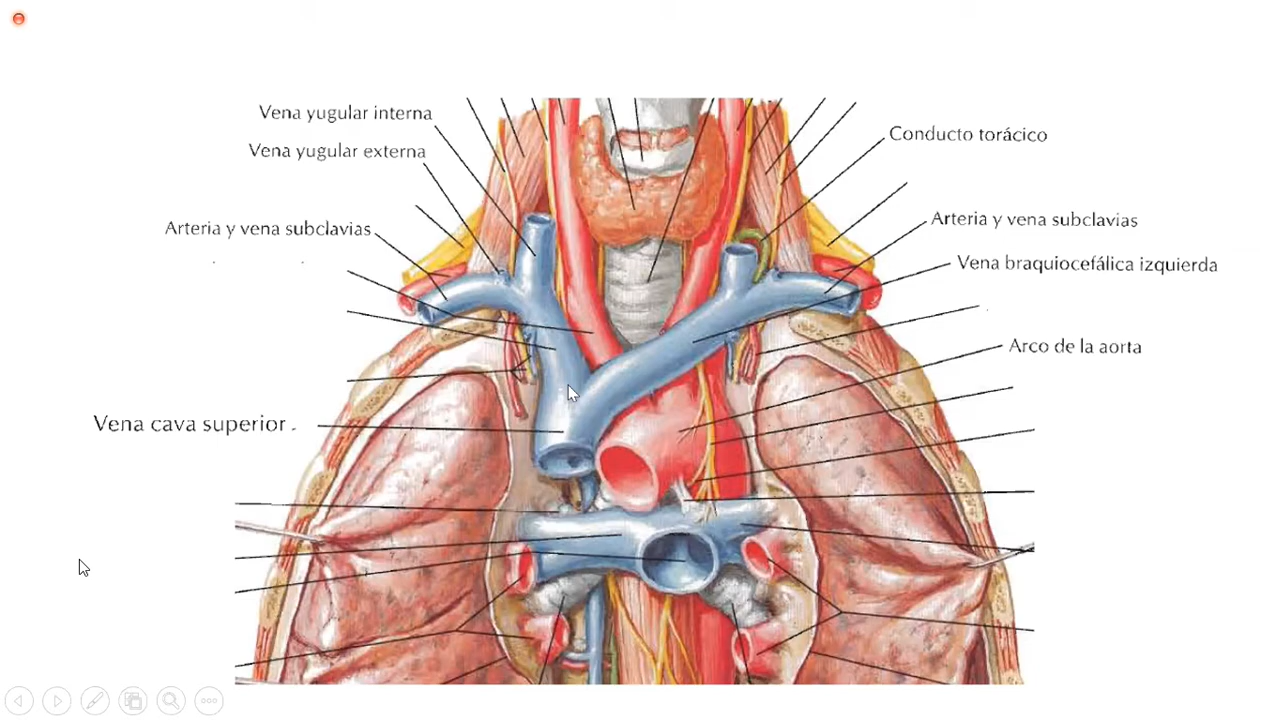 Vena yugular interna
Vena yugular externa
Arteria y vena subclavias
Vena cava superior
Conducto torácico
Arteria y vena subclavias
Vena braquiocefálica izquierda
Arco de la aorta